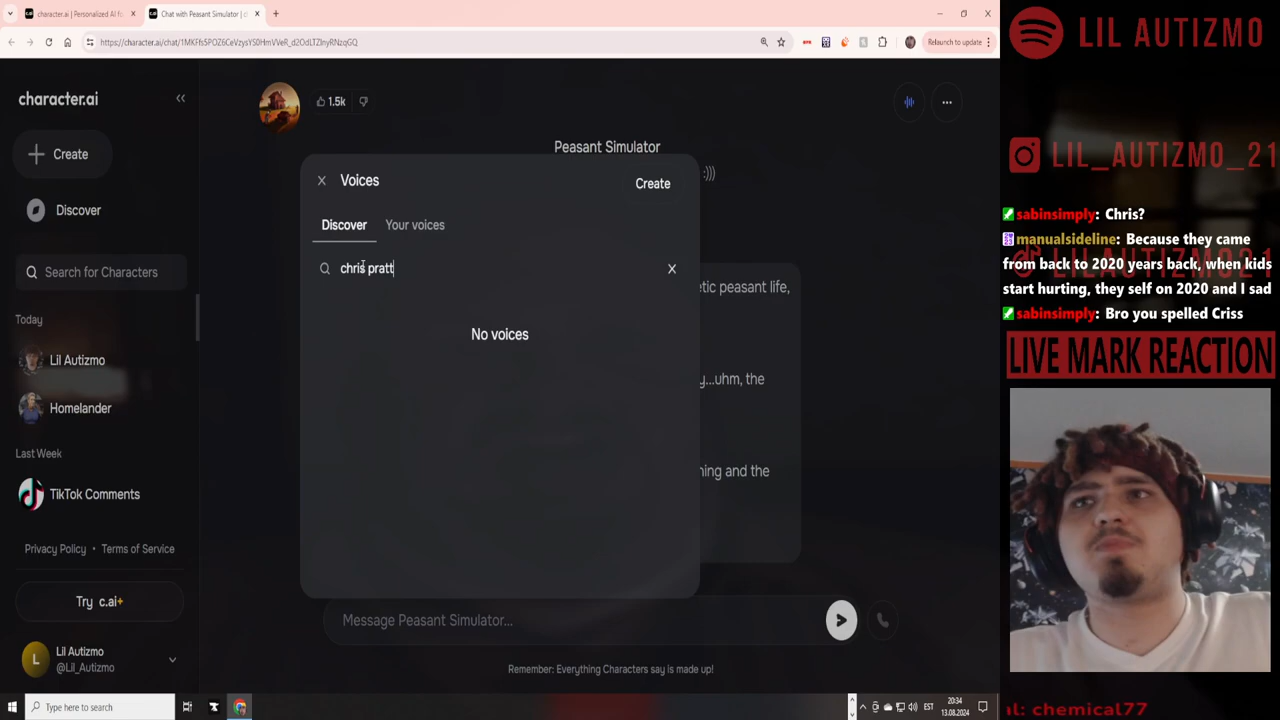 character.ai | Personalized AI fo
Chat with Peasant Simulator | c
https://character.ai/chat/1MKFfs5POZ6CeVzysYS0HmVVeR_d2OdLTZlnyRNzqGQ
Relaunch to update
character.ai
1.5k
Create
Discover
Search for Characters
Today
Lil Autizmo
Homelander
Last Week
TikTok Comments
Privacy Policy • Terms of Service
Try c.ai+
L
Lil Autizmo
@Lil_Autizmo
Peasant Simulator
:)))
Voices
Create
Discover
Your voices
chris pratt
No voices
etic peasant life,
y...uhm, the
ning and the
Message Peasant Simulator...
Remember: Everything Characters say is made up!
Type here to search
EST
20:34
13.08.2024
LIL AUTIZMO
LIL_AUTIZMO_21
sabinsimply: Chris?
manualsideline: Because they came
from back to 2020 years back, when kids
start hurting, they self on 2020 and I sad
sabinsimply: Bro you spelled Criss
LIVE MARK REACTION
al: chemical77